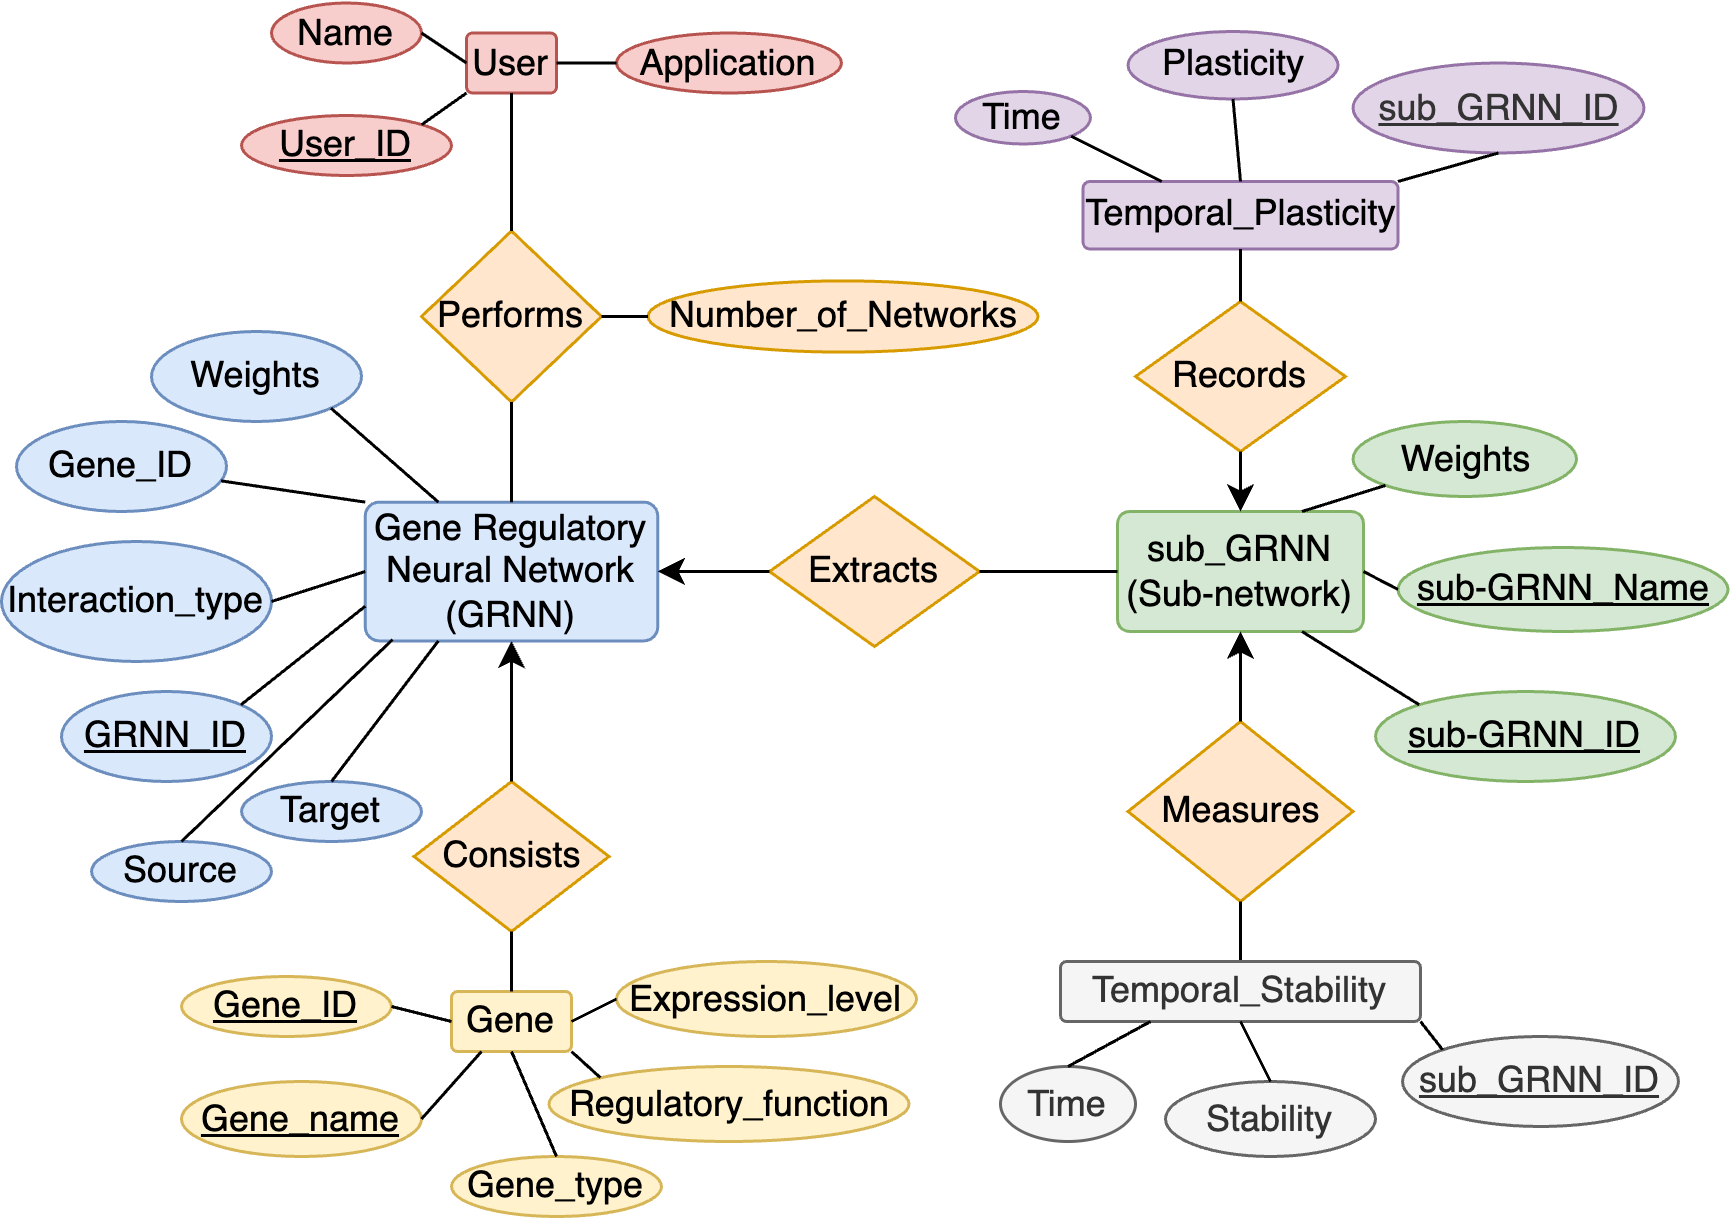 Name
User
Application
User_ID
Plasticity
Time
sub_GRNN_ID
Temporal_Plasticity
Performs
Number_of_Networks
Records
Weights
Gene_ID
Interaction_type
GRNN_ID
Source
Target
Gene Regulatory
Neural Network
(GRNN)
Extracts
sub_GRNN
(Sub-network)
Weights
sub-GRNN_Name
sub-GRNN_ID
Consists
Measures
Gene_ID
Gene
Expression_level
Gene_name
Regulatory_function
Gene_type
Temporal_Stability
Time
Stability
sub_GRNN_ID